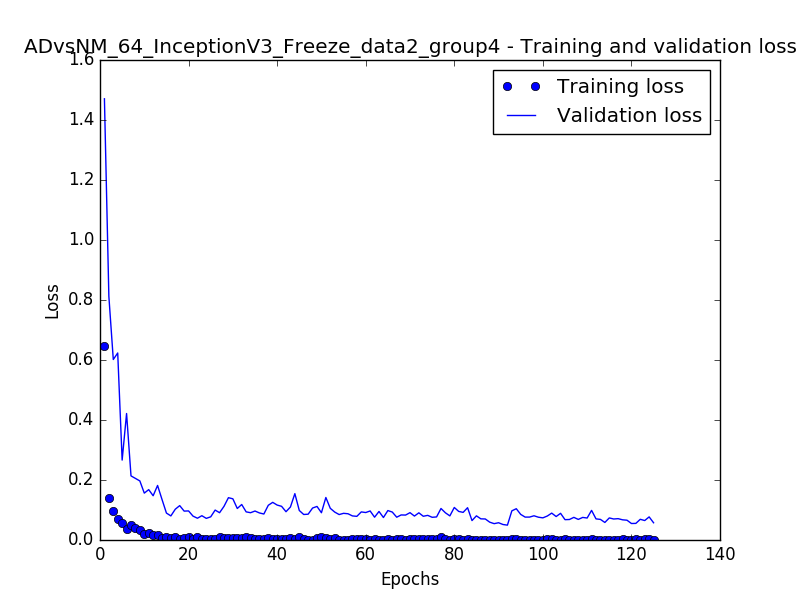 ADvsNM_64_InceptionV3_Freeze_data2_group4 - Training and validation loss
1.6
1.4
1.2
1.0
0.8
0.6
0.4
0.2
0.0
Loss
Training loss
Validation loss
0 20 40 60 80 100 120 140
Epochs